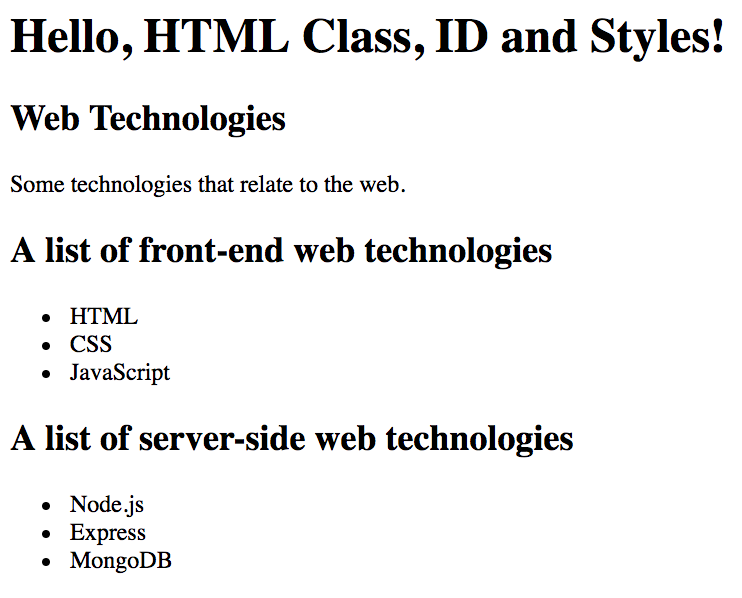 Hello, HTML Class, ID and Styles!
Web Technologies
Some technologies that relate to the web.
A list of front-end web technologies
• HTML
• CSS
• JavaScript
A list of server-side web technologies
• Node.js
• Express
• MongoDB